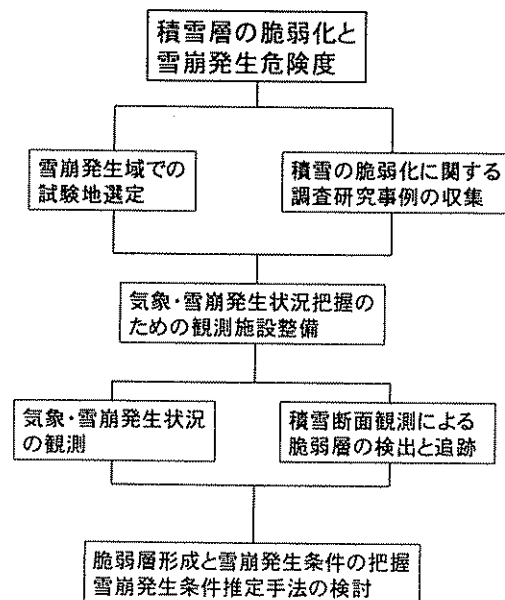 積雪層の脆弱化と
雪崩発生危険度
雪崩発生域での
試験地選定
積雪の脆弱化に関する
調査研究事例の収集
気象・雪崩発生状況把握の
ための観測施設整備
気象・雪崩発生状況
の観測
積雪断面観測による
脆弱層の検出と追跡
脆弱層形成と雪崩発生条件の把握
雪崩発生条件推定手法の検討